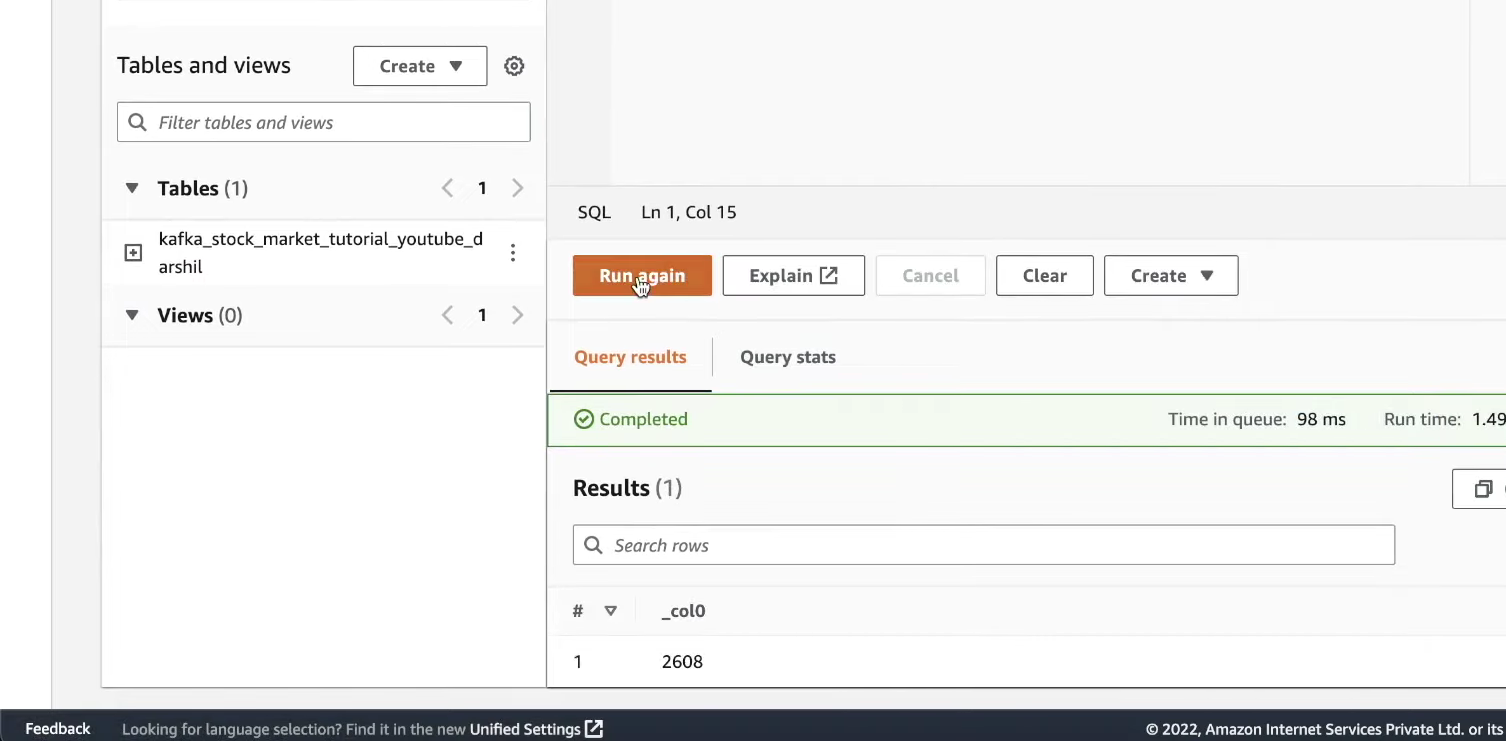 Tables and views
Create
Filter tables and views
Tables (1)
1
kafka_stock_market_tutorial_youtube_d
arshil
Views (0)
1
SQL Ln 1, Col 15
Run again
Explain
Cancel
Clear
Create
Query results
Query stats
Completed
Time in queue: 98 ms
Run time: 1.49
Results (1)
Search rows
# _col0
1 2608
Feedback
Looking for language selection? Find it in the new Unified Settings
© 2022, Amazon Internet Services Private Ltd. or its